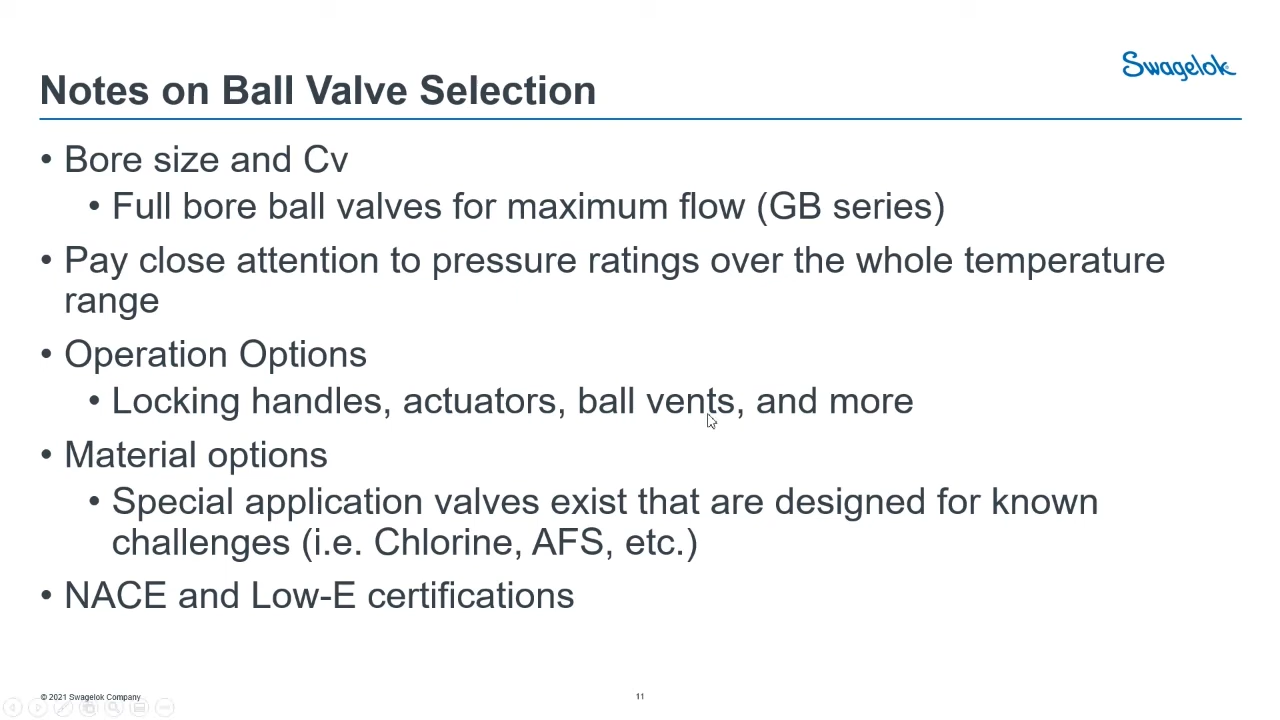 Swagelok
Notes on Ball Valve Selection
• Bore size and Cv
• Full bore ball valves for maximum flow (GB series)
• Pay close attention to pressure ratings over the whole temperature
range
• Operation Options
• Locking handles, actuators, ball vents, and more
• Material options
• Special application valves exist that are designed for known
challenges (i.e. Chlorine, AFS, etc.)
• NACE and Low-E certifications
© 2021 Swagelok Company
11